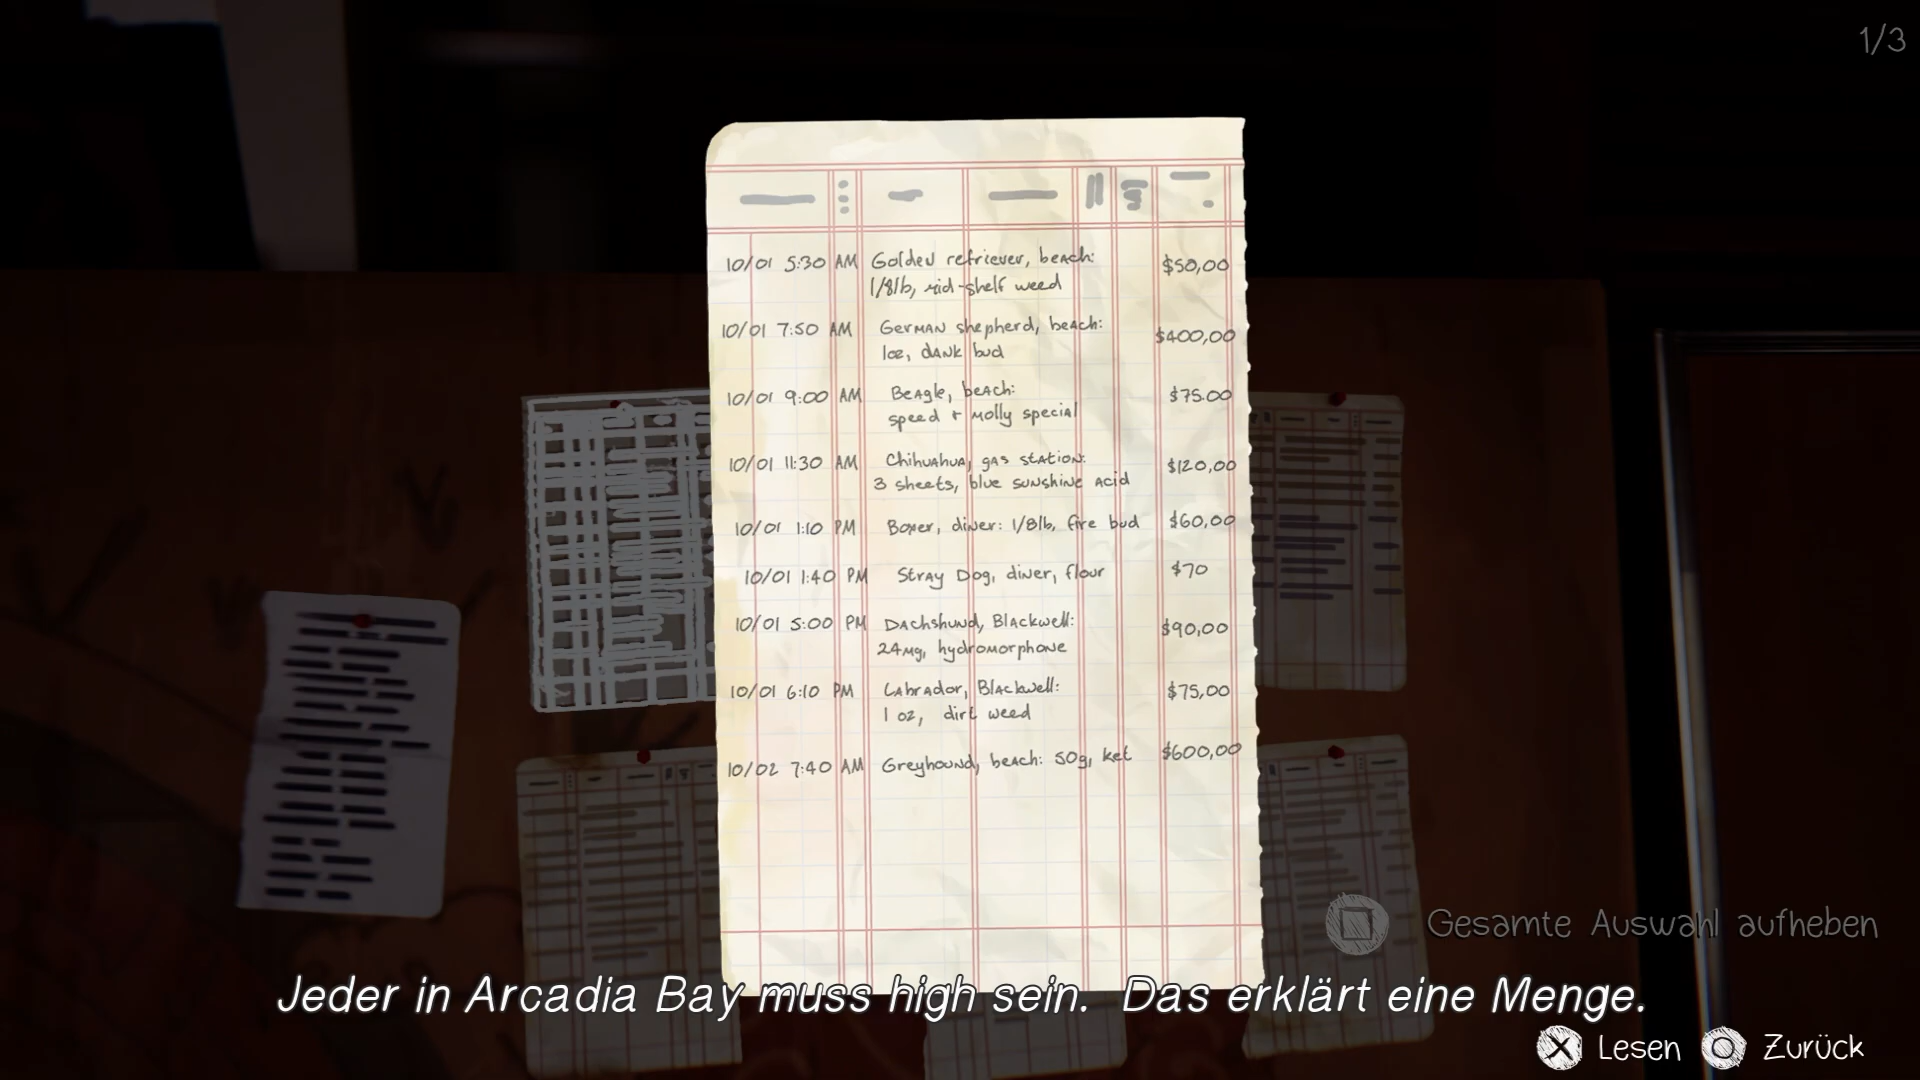 1/3
10/01 5:30 AM Golden retriever, beach: $50,00
1/8lb, mid-shelf weed
10/01 7:50 AM German shepherd, beach: $400,00
1oz, dank bud
10/01 9:00 AM Beagle, beach: $75.00
speed + Molly special
10/01 11:30 AM Chihuahua, gas station: $120,00
3 sheets, blue sunshine acid
10/01 1:10 PM Boxer, diner: 1/8lb, fire bud $60,00
10/01 1:40 PM Stray Dog, diner, flour $70
10/01 5:00 PM Dachshund, Blackwell: $90,00
24mg, hydromorphone
10/01 6:10 PM Labrador, Blackwell: $75,00
1 oz, dirt weed
10/02 7:40 AM Greyhound, beach: 50g, ket $600,00
Gesamte Auswahl aufheben
Jeder in Arcadia Bay muss high sein. Das erklärt eine Menge.
Lesen Zurück